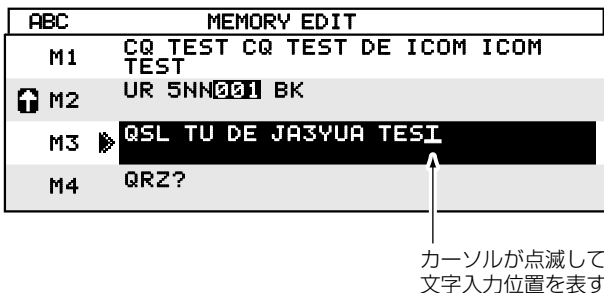 ABC MEMORY EDIT
M1 CQ TEST CQ TEST DE ICOM ICOM
TEST
M2 UR 5NN001 BK
M3 QSL TU DE JA3YUA TEST
M4 QRZ?
カーソルが点滅して
文字入力位置を表す